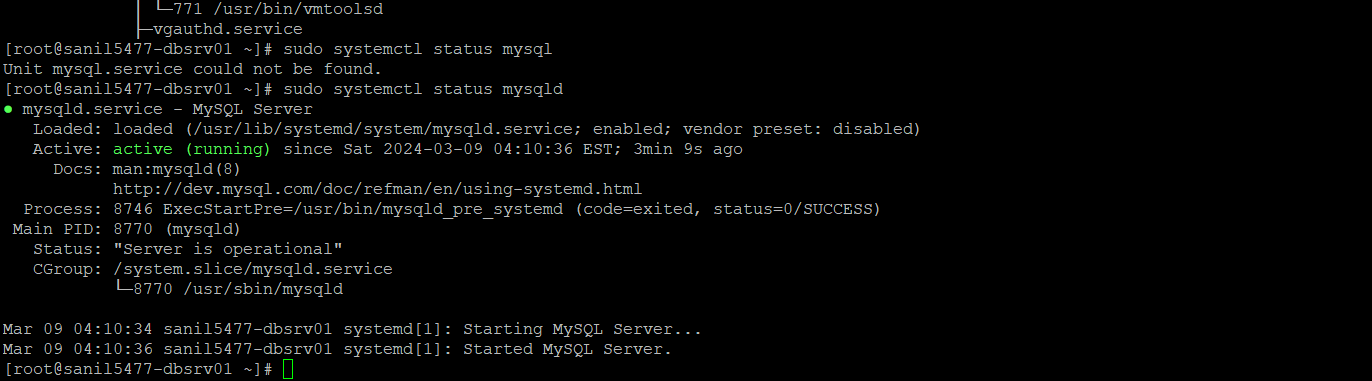 │ └─771 /usr/bin/vmtoolsd
├─vgauthd.service
[root@sanil5477-dbsrv01 ~]# sudo systemctl status mysql
Unit mysql.service could not be found.
[root@sanil5477-dbsrv01 ~]# sudo systemctl status mysqld
● mysqld.service - MySQL Server
   Loaded: loaded (/usr/lib/systemd/system/mysqld.service; enabled; vendor preset: disabled)
   Active: active (running) since Sat 2024-03-09 04:10:36 EST; 3min 9s ago
     Docs: man:mysqld(8)
           http://dev.mysql.com/doc/refman/en/using-systemd.html
  Process: 8746 ExecStartPre=/usr/bin/mysqld_pre_systemd (code=exited, status=0/SUCCESS)
 Main PID: 8770 (mysqld)
   Status: "Server is operational"
   CGroup: /system.slice/mysqld.service
           └─8770 /usr/sbin/mysqld
Mar 09 04:10:34 sanil5477-dbsrv01 systemd[1]: Starting MySQL Server...
Mar 09 04:10:36 sanil5477-dbsrv01 systemd[1]: Started MySQL Server.
[root@sanil5477-dbsrv01 ~]#